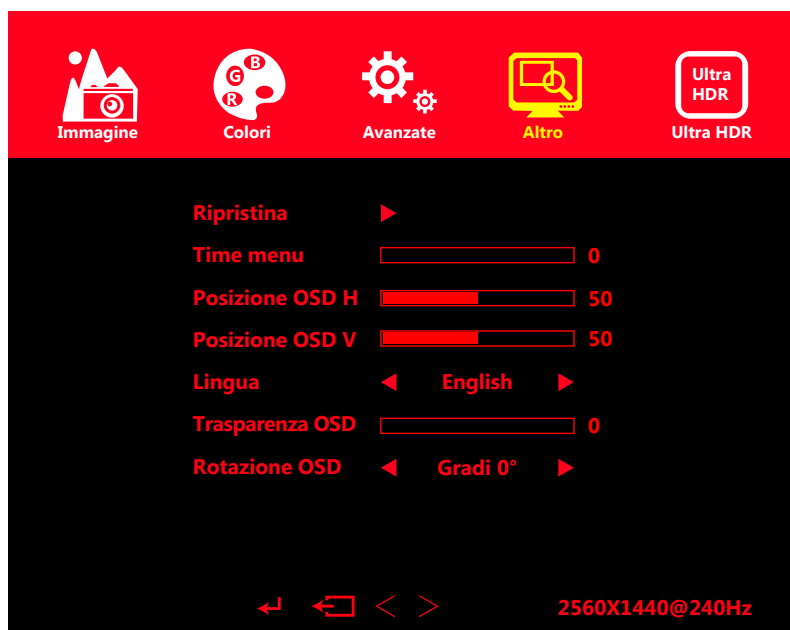 B
G
R
Ultra
HDR
Immagine Colori Avanzate Altro Ultra HDR
Ripristina
Time menu 0
Posizione OSD H 50
Posizione OSD V 50
Lingua English
Trasparenza OSD 0
Rotazione OSD Gradi 0°
2560X1440@240Hz